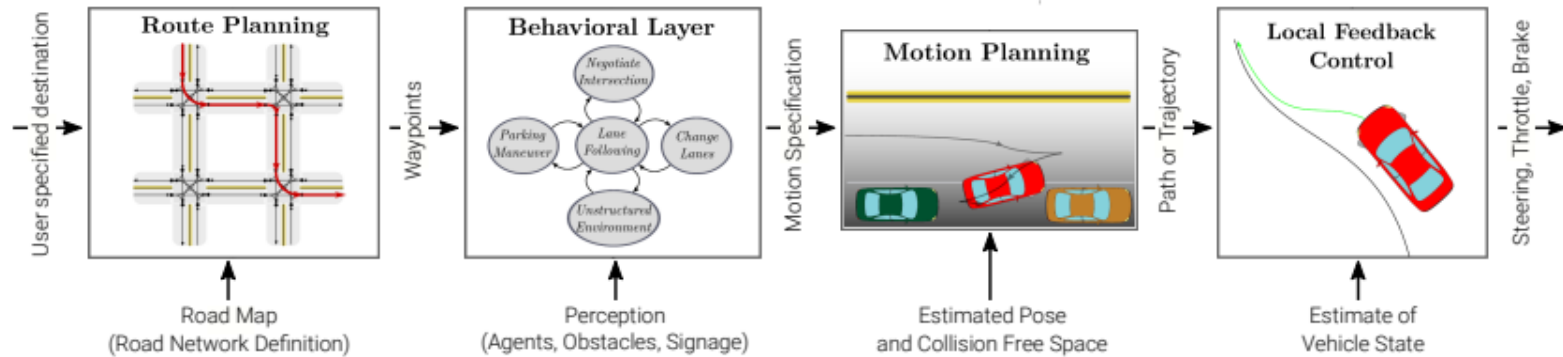 User specified destination
Route Planning
Road Map
(Road Network Definition)
Waypoints
Behavioral Layer
Negotiate
Intersection
Parking
Maneuver
Lane
Following
Change
Lanes
Unstructured
Environment
Perception
(Agents, Obstacles, Signage)
Motion Specification
Motion Planning
Estimated Pose
and Collision Free Space
Path or Trajectory
Local Feedback
Control
Estimate of
Vehicle State
Steering, Throttle, Brake